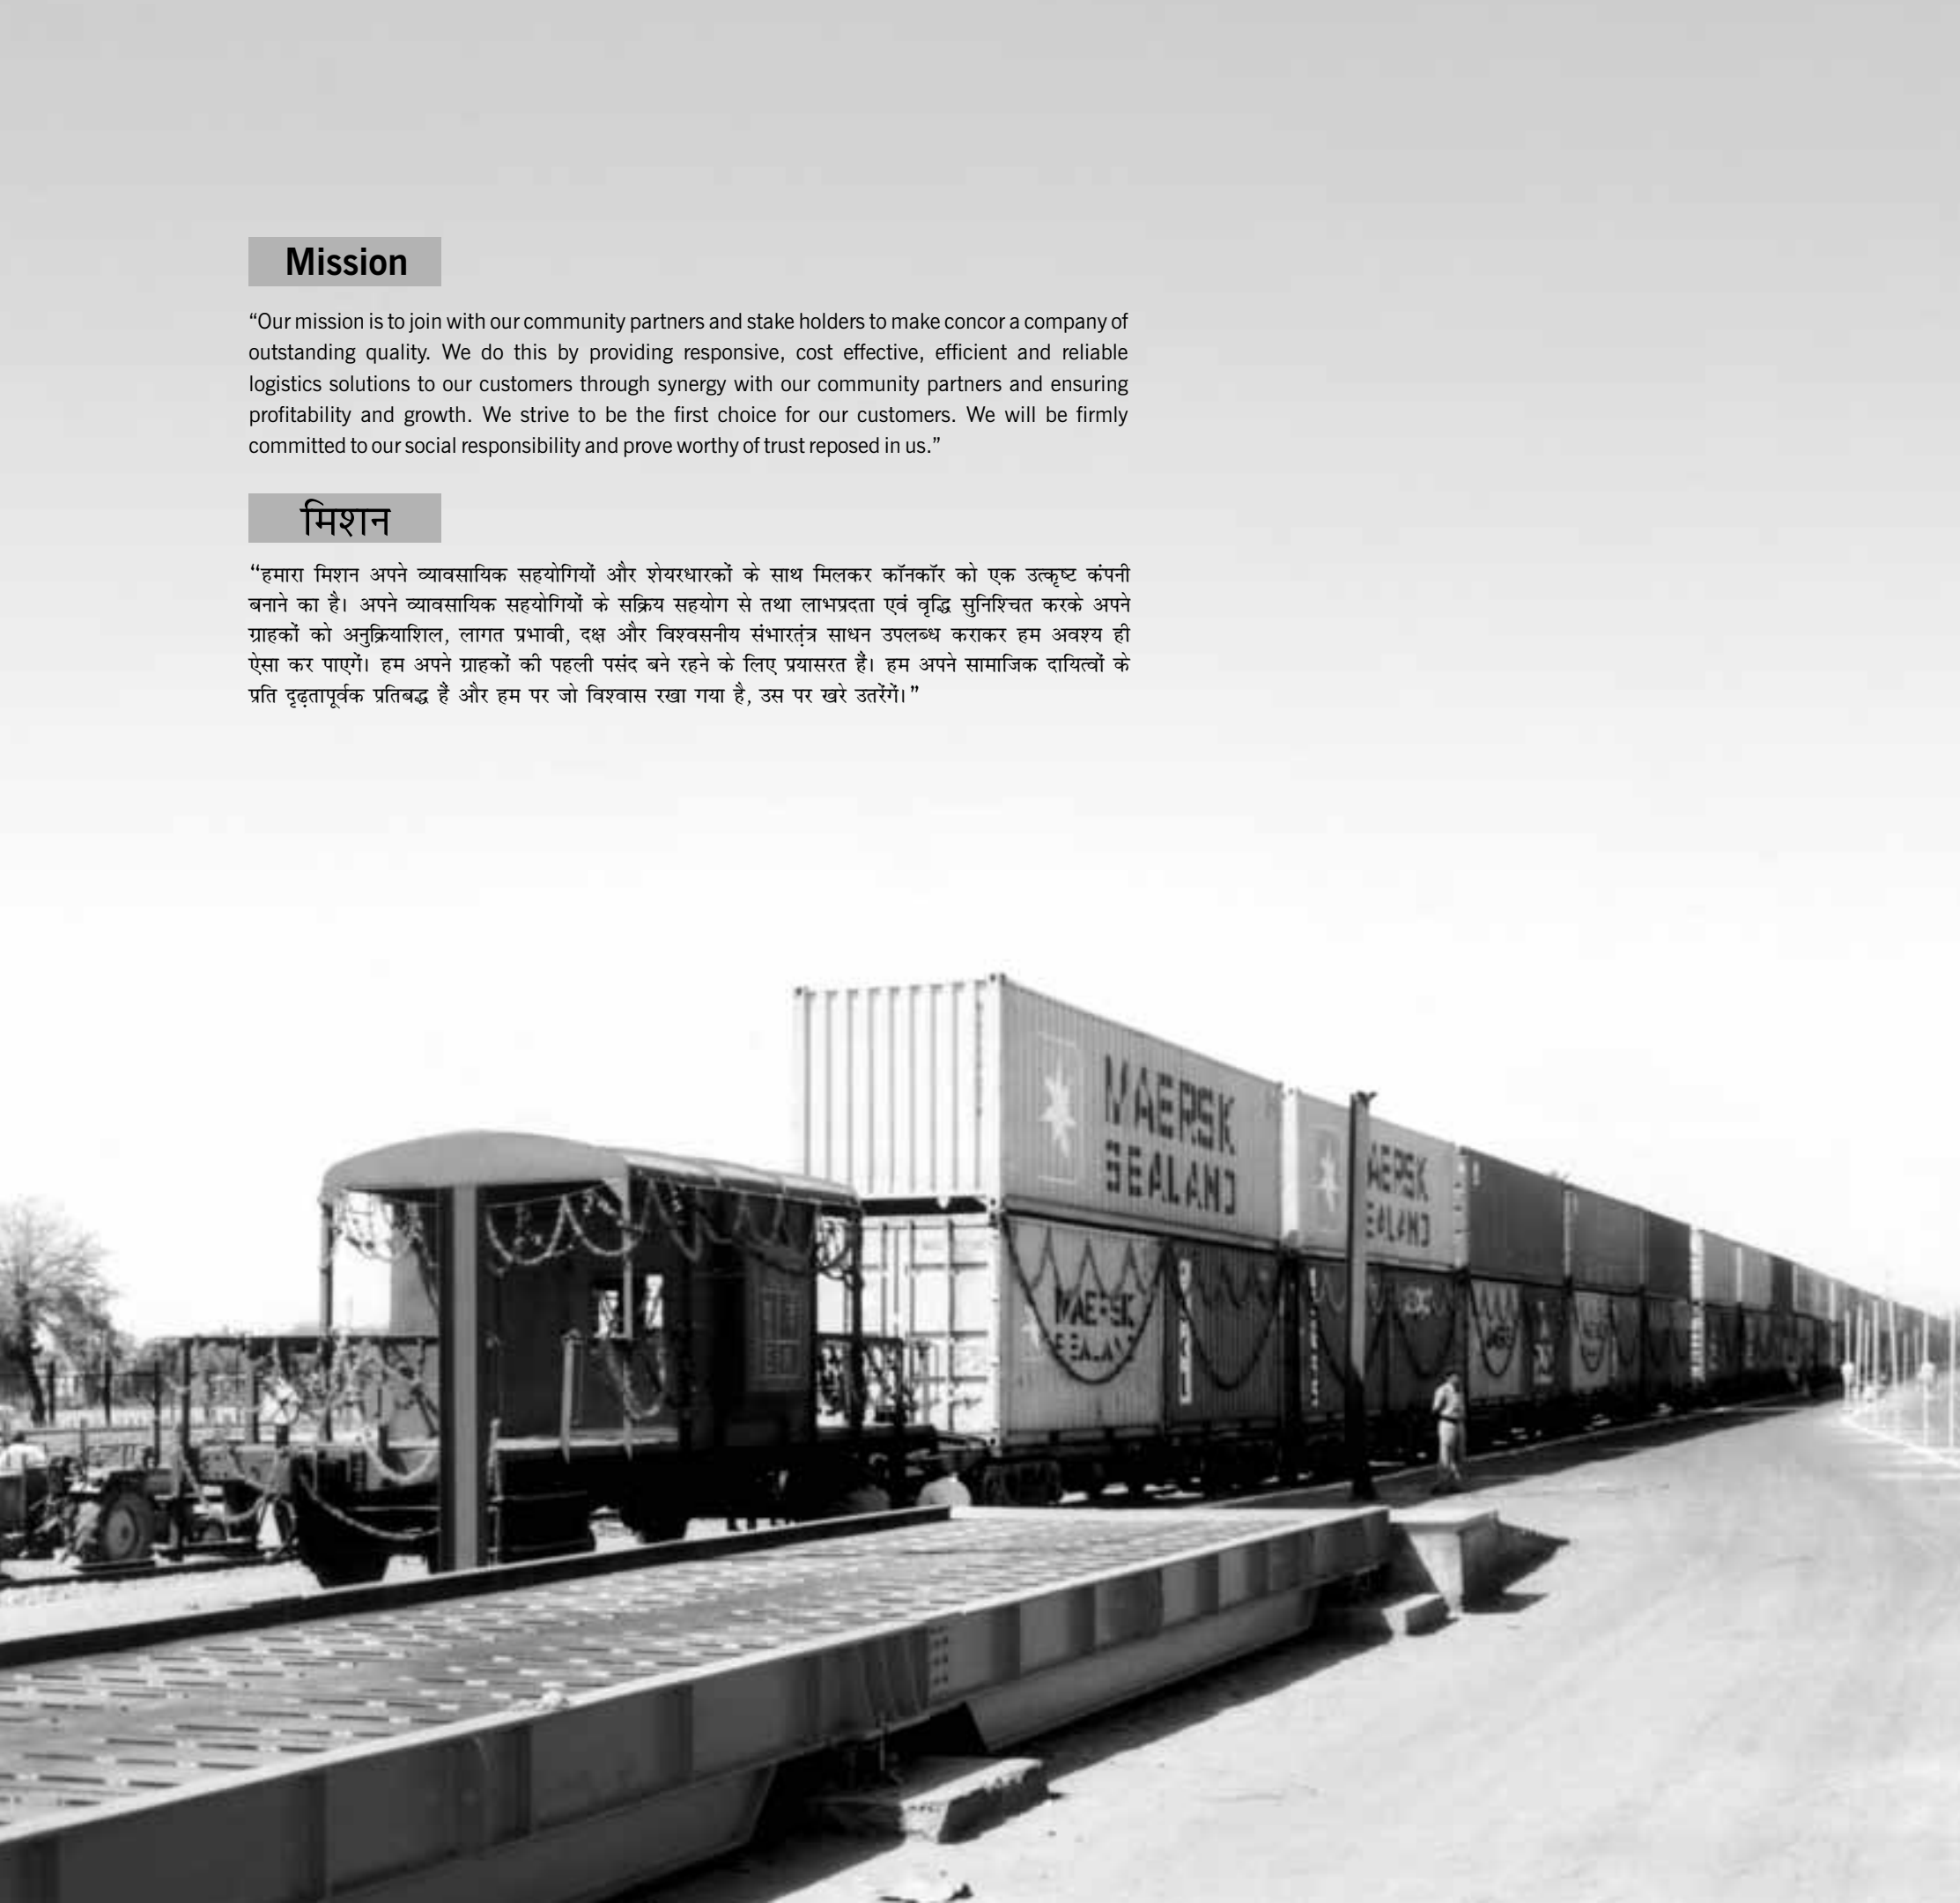 Mission
“Our mission is to join with our community partners and stake holders to make concor a company of
outstanding quality. We do this by providing responsive, cost effective, efficient and reliable
logistics solutions to our customers through synergy with our community partners and ensuring
profitability and growth. We strive to be the first choice for our customers. We will be firmly
committed to our social responsibility and prove worthy of trust reposed in us.”
मिशन
“हमारा मिशन अपने व्यावसायिक सहयोगियों और शेयरधारकों के साथ मिलकर कॉनकॉर को एक उत्कृष्ट कंपनी
बनाने का है। अपने व्यावसायिक सहयोगियों के सक्रिय सहयोग से तथा लाभप्रदता एवं वृद्धि सुनिश्चित करके अपने
ग्राहकों को अनुक्रियाशिल, लागत प्रभावी, दक्ष और विश्वसनीय संभारतुंत्र साधन उपलब्ध कराकर हम अवश्य ही
ऐसा कर पाएगें। हम अपने ग्राहकों की पहली पसंद बने रहने के लिए प्रयासरत हैं। हम अपने सामाजिक दायित्वों के
प्रति दृढ़तापूर्वक प्रतिबद्ध हैं और हम पर जो विश्वास रखा गया है, उस पर खरे उतरेंगें।”
MAERSK
SEALAND
AERSK
EALAND
MAERSK
SEALAND